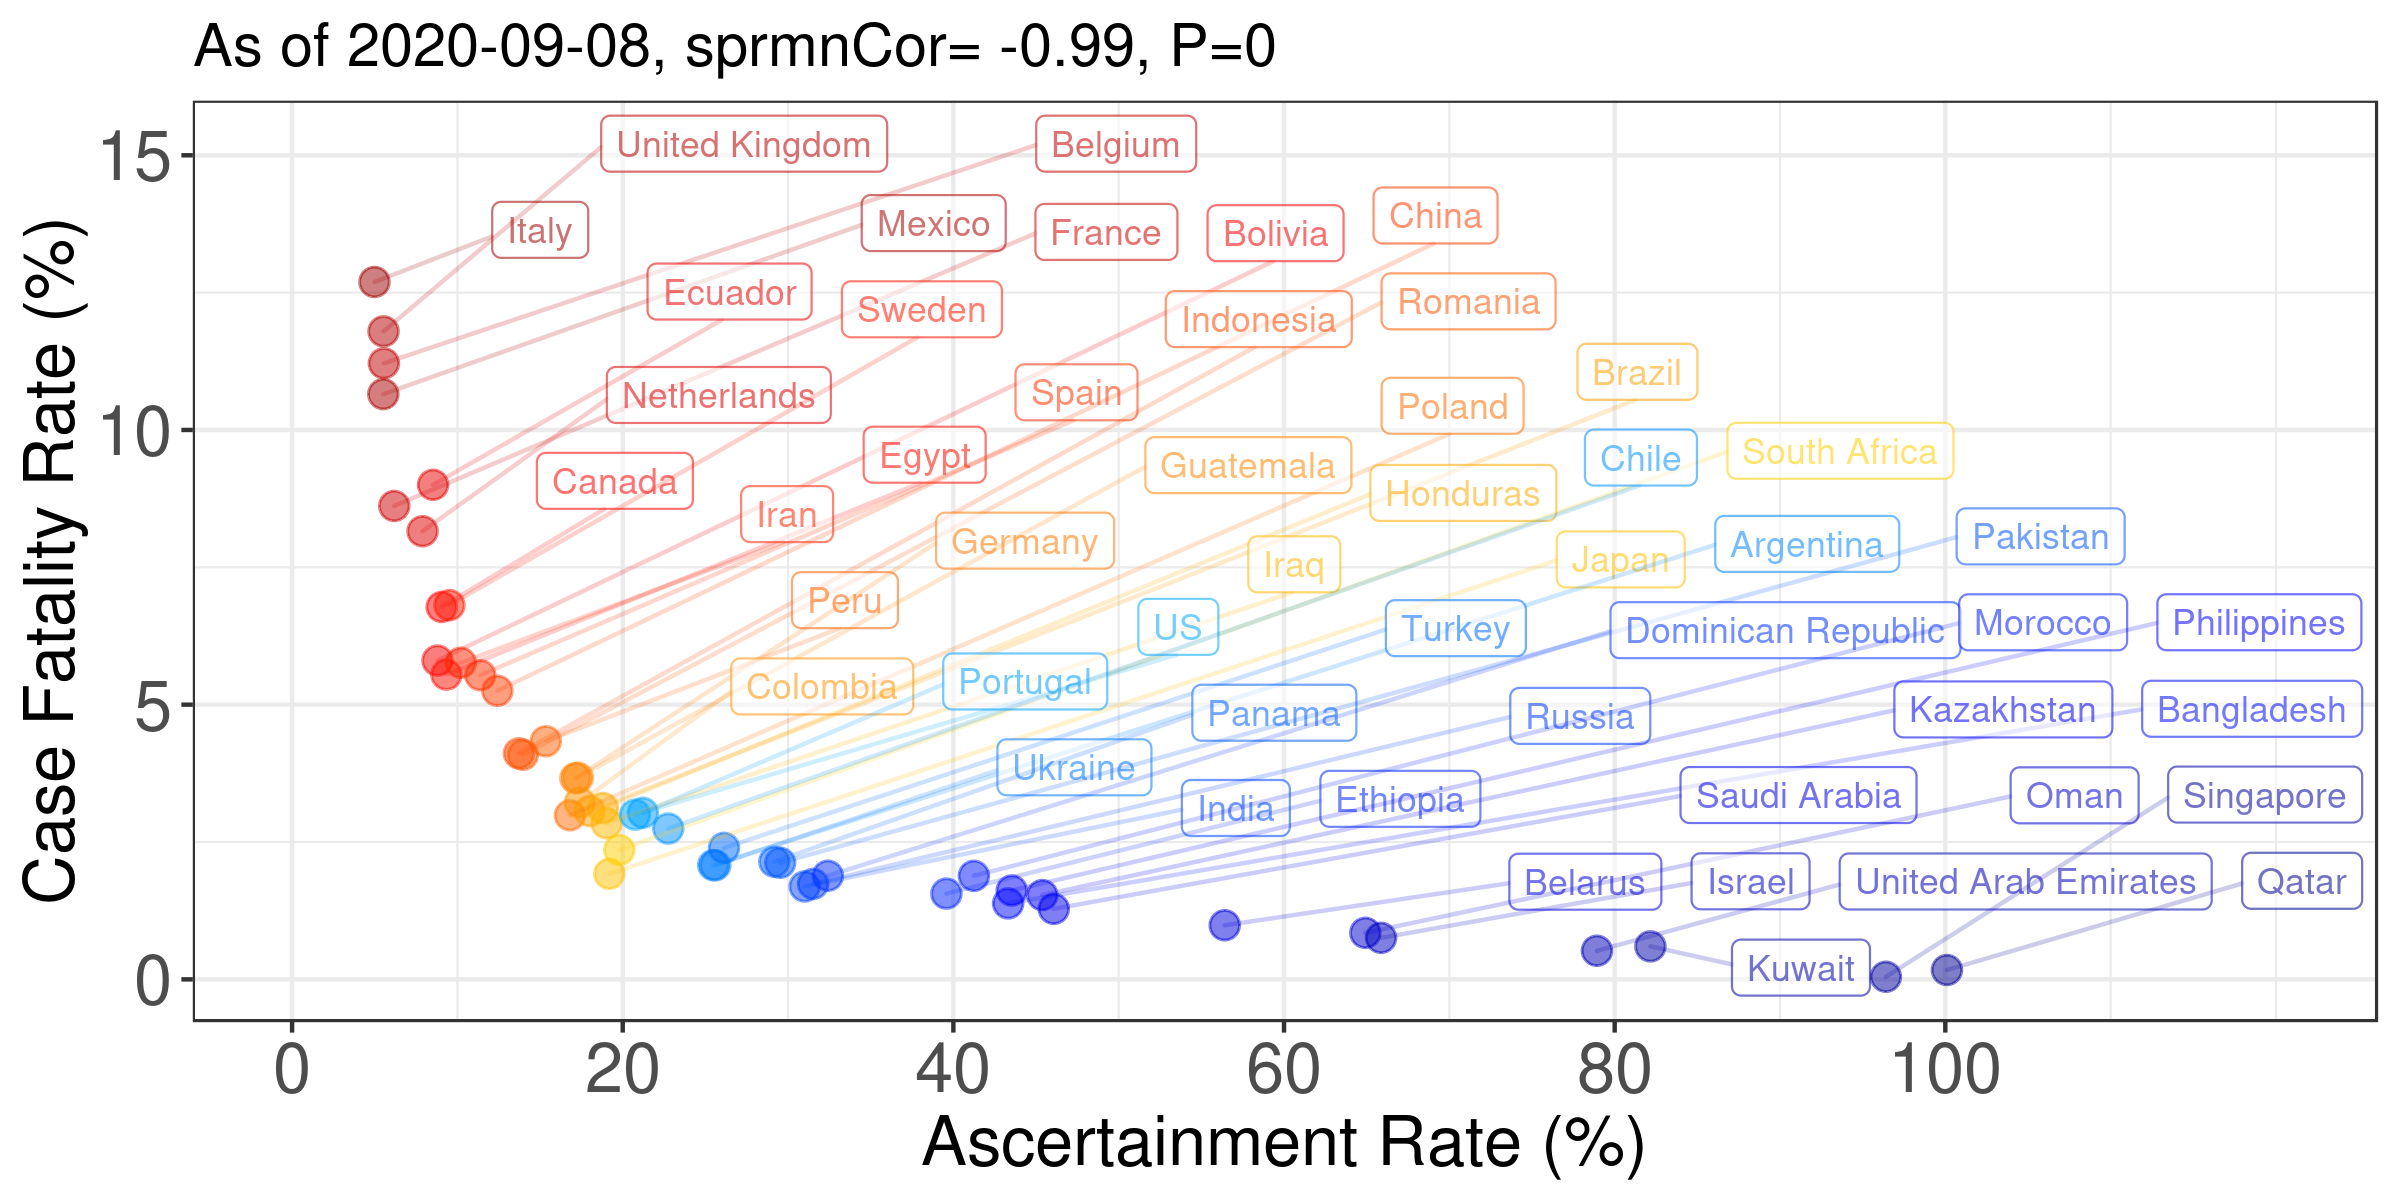 As of 2020-09-08, sprmnCor= -0.99, P=0
Case Fatality Rate (%)
15
10
5
0
United Kingdom
Belgium
Italy
Mexico
France
Bolivia
China
Ecuador
Sweden
Indonesia
Romania
Netherlands
Spain
Poland
Brazil
Canada
Egypt
Guatemala
Honduras
Chile
South Africa
Iran
Germany
Iraq
Japan
Argentina
Pakistan
Peru
US
Turkey
Dominican Republic
Morocco
Philippines
Colombia
Portugal
Panama
Russia
Kazakhstan
Bangladesh
Ukraine
India
Ethiopia
Saudi Arabia
Oman
Singapore
Belarus
Israel
United Arab Emirates
Qatar
Kuwait
0
20
40
60
80
100
Ascertainment Rate (%)